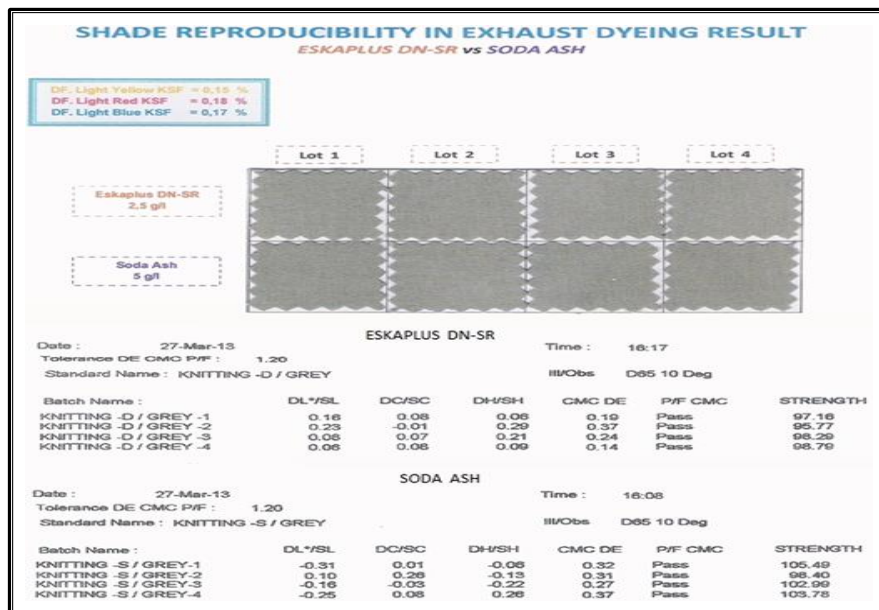 SHADE REPRODUCIBILITY IN EXHAUST DYEING RESULT
ESKAPLUS DN-SR vs SODA ASH
DF. Light Yellow KSF = 0,15 %
DF. Light Red KSF = 0,18 %
DF. Light Blue KSF = 0,17 %
Lot 1 Lot 2 Lot 3 Lot 4
Eskaplus DN-SR
2,5 g/l
Soda Ash
5 g/l
ESKAPLUS DN-SR
Date : 27-Mar-13 Time : 16:17
Tolerance DE CMC P/F : 1.20
Standard Name : KNITTING -D / GREY Ill/Obs D65 10 Deg
Batch Name : DL*/SL DC/SC DH/SH CMC DE P/F CMC STRENGTH
KNITTING -D / GREY -1 0.16 0.08 0.06 0.19 Pass 97.16
KNITTING -D / GREY -2 0.23 -0.01 0.29 0.37 Pass 95.77
KNITTING -D / GREY -3 0.08 0.07 0.21 0.24 Pass 98.29
KNITTING -D / GREY -4 0.06 0.08 0.09 0.14 Pass 98.79
SODA ASH
Date : 27-Mar-13 Time : 16:08
Tolerance DE CMC P/F : 1.20
Standard Name : KNITTING -S / GREY Ill/Obs D65 10 Deg
Batch Name : DL*/SL DC/SC DH/SH CMC DE P/F CMC STRENGTH
KNITTING -S / GREY-1 -0.31 0.01 -0.06 0.32 Pass 105.49
KNITTING -S / GREY-2 0.10 0.26 -0.13 0.31 Pass 98.40
KNITTING -S / GREY-3 -0.16 -0.03 -0.22 0.27 Pass 102.99
KNITTING -S / GREY-4 -0.25 0.08 0.26 0.37 Pass 103.78